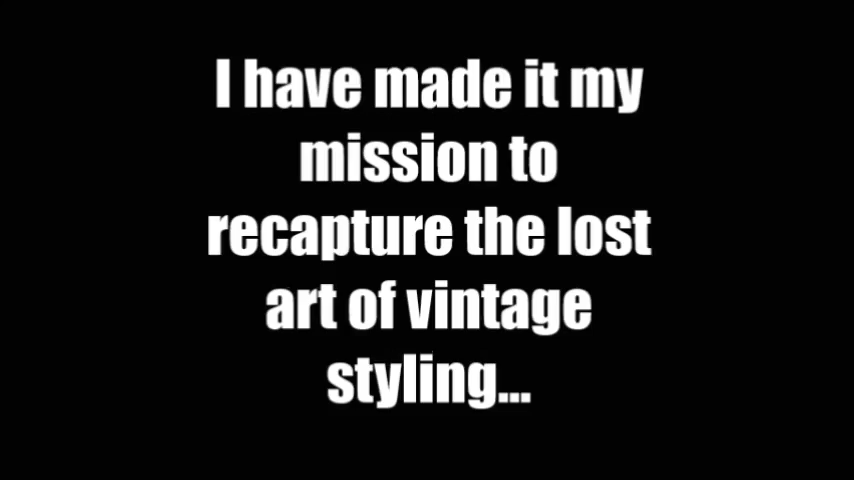 I have made it my
mission to
recapture the lost
art of vintage
styling...